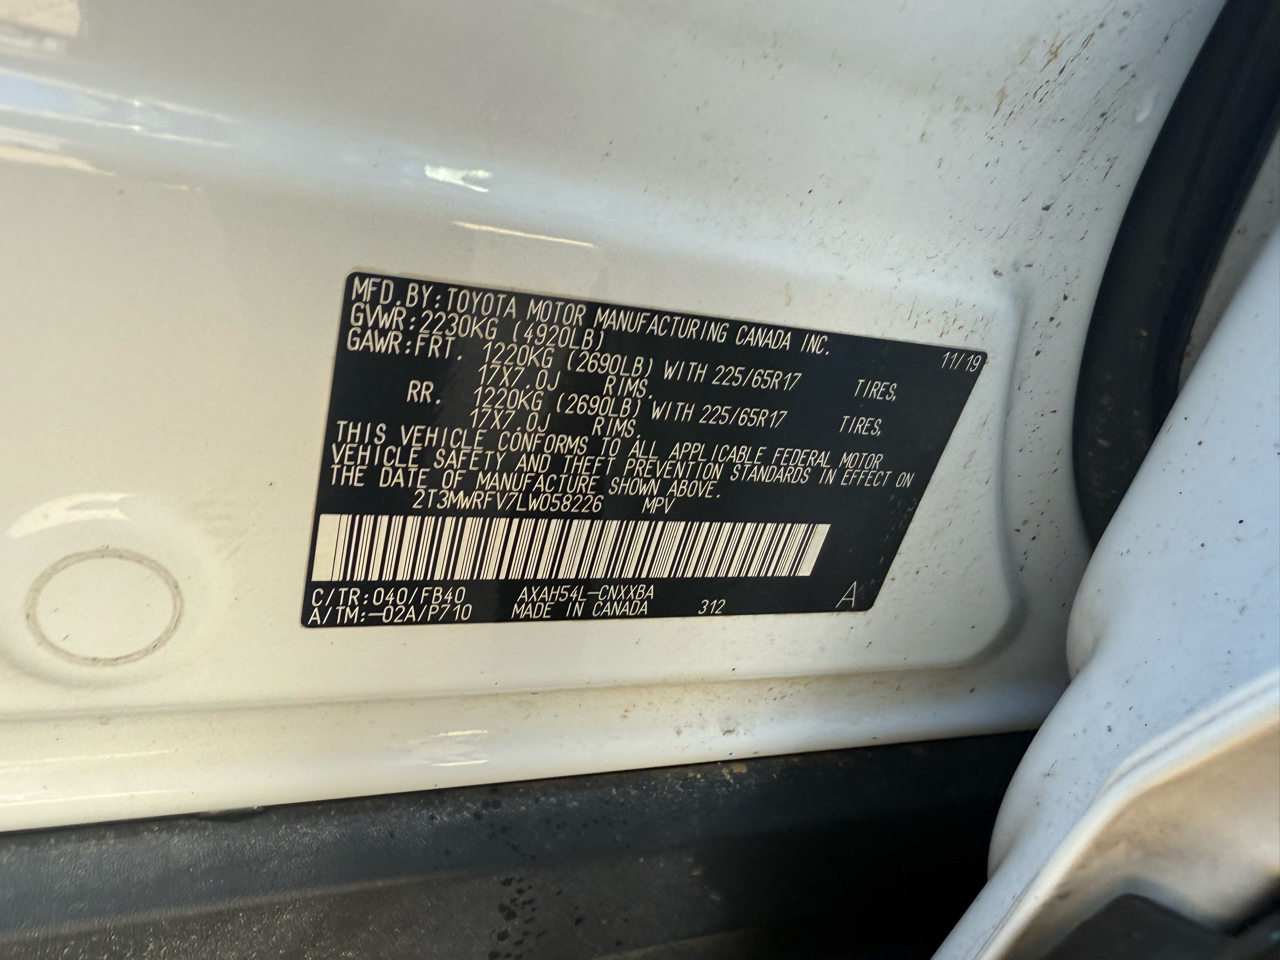 MFD.BY:TOYOTA MOTOR MANUFACTURING CANADA INC. 11/19
GVWR:2230KG (4920LB)
GAWR:FRT. 1220KG (2690LB) WITH 225/65R17 TIRES,
17X7.0J RIMS.
RR. 1220KG (2690LB) WITH 225/65R17 TIRES,
17X7.0J RIMS.
THIS VEHICLE CONFORMS TO ALL APPLICABLE FEDERAL MOTOR
VEHICLE SAFETY AND THEFT PREVENTION STANDARDS IN EFFECT ON
THE DATE OF MANUFACTURE SHOWN ABOVE.
2T3MWRFV7LW058226 MPV
C/TR:040/FB40 AXAH54L-CNXXBA
A/TM:-02A/P710 MADE IN CANADA 312 A